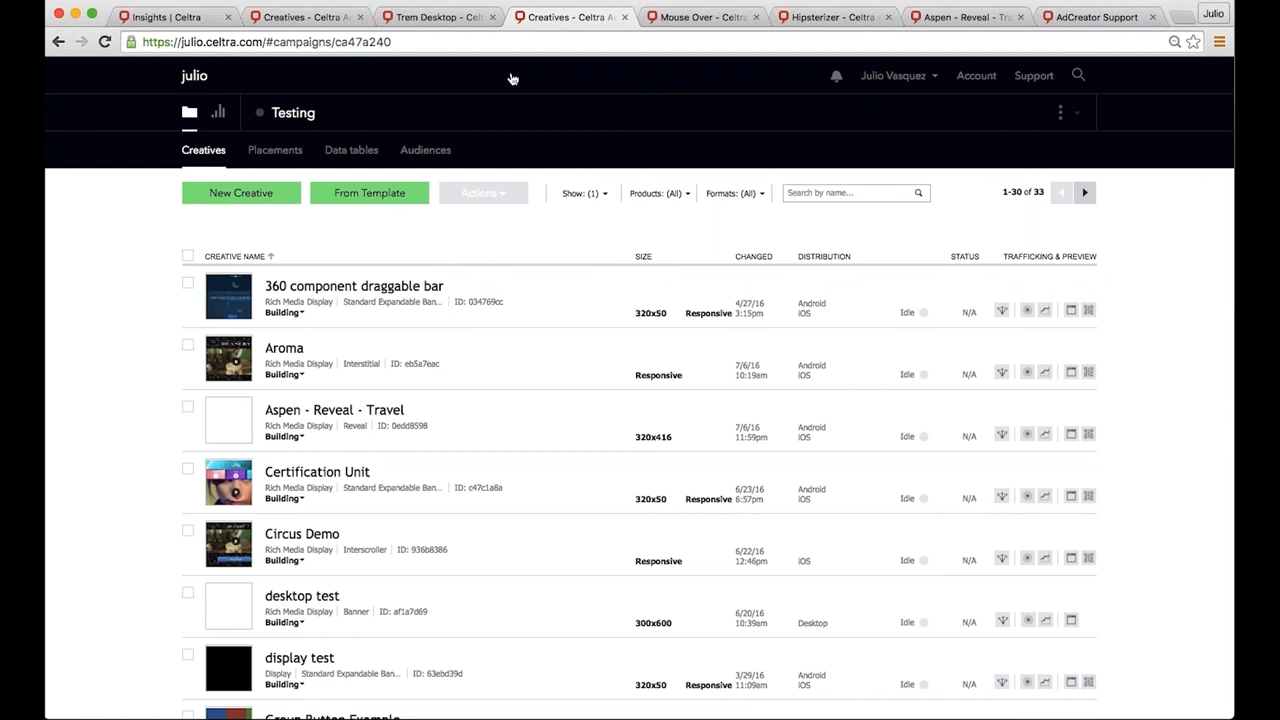 Insights | Celtra
Creatives - Celtra A
Trem Desktop - Celt
Creatives - Celtra A
Mouse Over - Celtra
Hipsterizer - Celtra
Aspen - Reveal - Tra
AdCreator Support
Julio
https://julio.celtra.com/#campaigns/ca47a240
julio
Julio Vasquez
Account
Support
Testing
Creatives
Placements
Data tables
Audiences
New Creative
From Template
Actions
Show: (1)
Products: (All)
Formats: (All)
Search by name...
1-30 of 33
CREATIVE NAME
SIZE
CHANGED
DISTRIBUTION
STATUS
TRAFFICKING & PREVIEW
360 component draggable bar
Rich Media Display | Standard Expandable Ban... | ID: 034769cc
Building
320x50
Responsive
4/27/16
3:15pm
Android
iOS
Idle
N/A
Aroma
Rich Media Display | Interstitial | ID: eb5a7eac
Building
Responsive
7/6/16
10:19am
Android
iOS
Idle
N/A
Aspen - Reveal - Travel
Rich Media Display | Reveal | ID: 0edd8598
Building
320x416
7/6/16
11:59pm
Android
iOS
Idle
N/A
Certification Unit
Rich Media Display | Standard Expandable Ban... | ID: c47c1a8a
Building
320x50
Responsive
6/23/16
6:57pm
Android
iOS
Idle
N/A
Circus Demo
Rich Media Display | Interscroller | ID: 936b8386
Building
Responsive
6/22/16
12:46pm
iOS
Idle
N/A
desktop test
Rich Media Display | Banner | ID: af1a7d69
Building
300x600
6/20/16
10:39am
Desktop
Idle
N/A
display test
Display | Standard Expandable Ban... | ID: 63ebd39d
Building
320x50
Responsive
3/29/16
11:09am
Android
iOS
Idle
N/A
Group Button Example